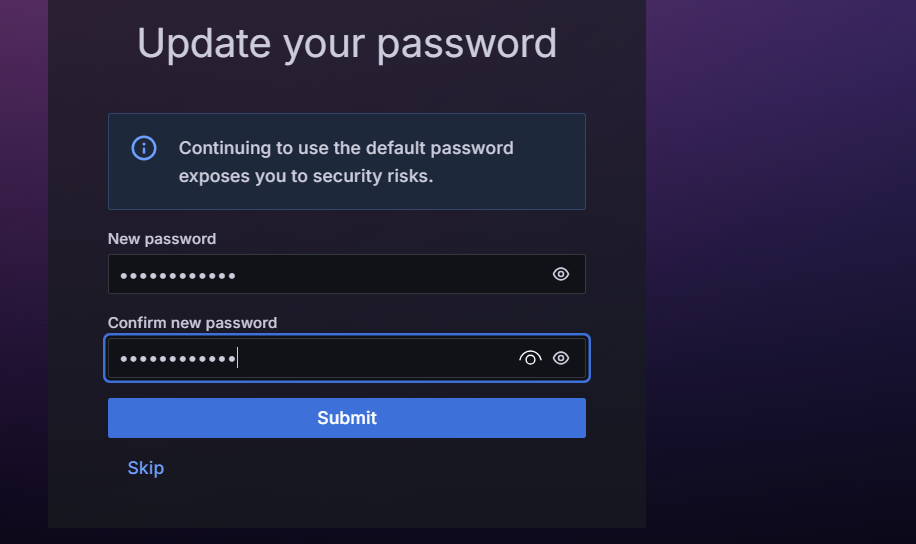 Update your password
Continuing to use the default password
exposes you to security risks.
New password
••••••••••••
Confirm new password
••••••••••••
Submit
Skip